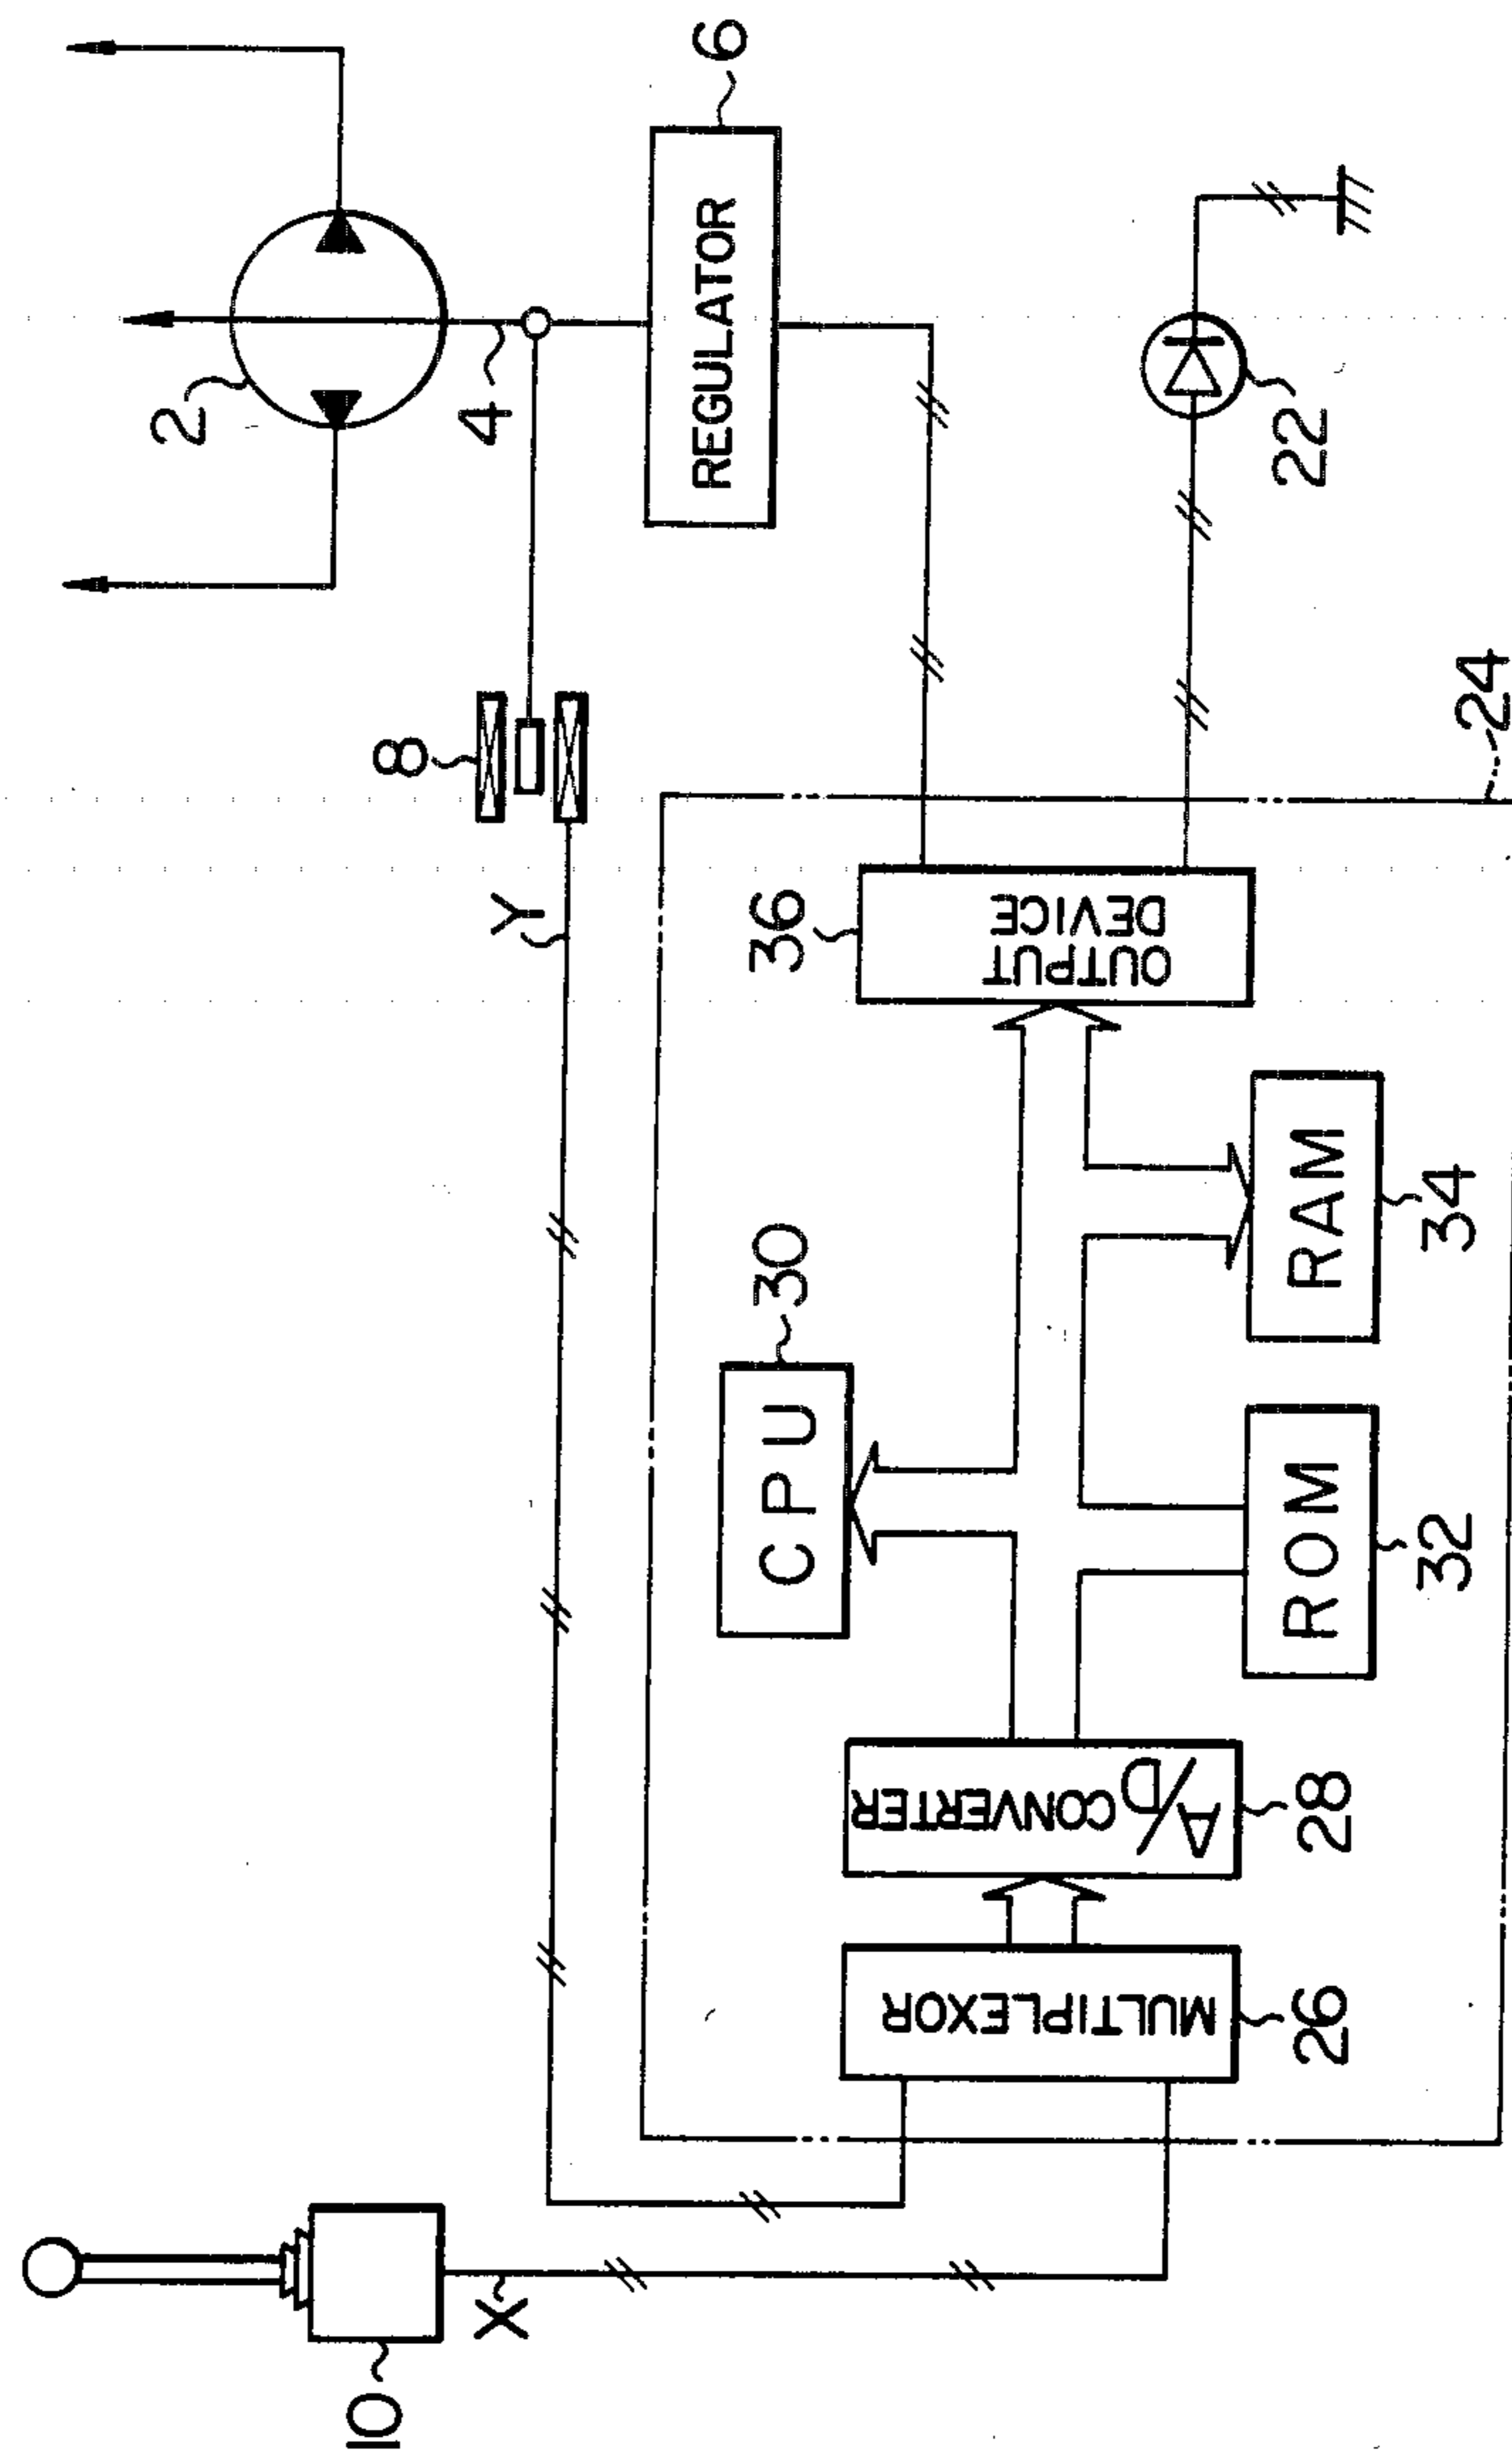 2
4
6
REGULATOR
8
Y
22
24
36
OUTPUT
DEVICE
30
CPU
RAM
34
ROM
32
A/D
CONVERTER
28
MULTIPLEXOR
26
10
X